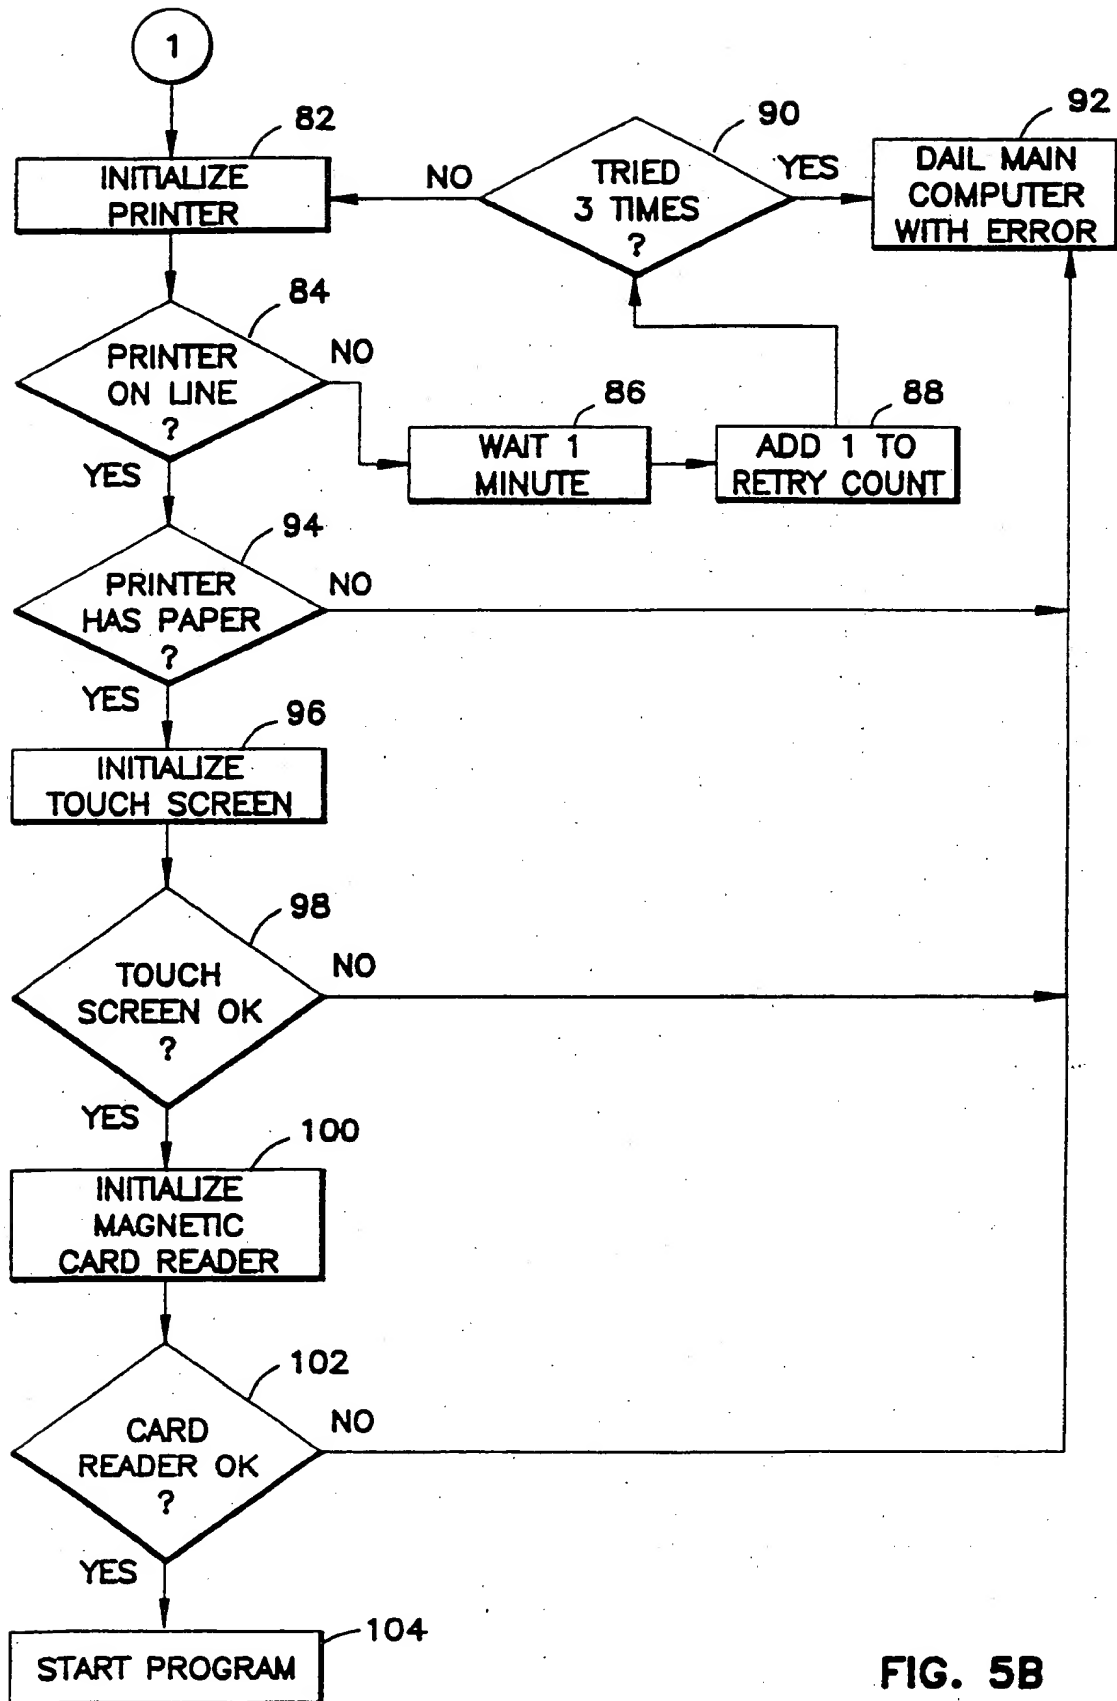 1
82
INITIALIZE
PRINTER
84
PRINTER
ON LINE
?
NO
YES
86
WAIT 1
MINUTE
88
ADD 1 TO
RETRY COUNT
90
TRIED
3 TIMES
?
NO
YES
92
DAIL MAIN
COMPUTER
WITH ERROR
94
PRINTER
HAS PAPER
?
NO
YES
96
INITIALIZE
TOUCH SCREEN
98
TOUCH
SCREEN OK
?
NO
YES
100
INITIALIZE
MAGNETIC
CARD READER
102
CARD
READER OK
?
NO
YES
104
START PROGRAM
FIG. 5B